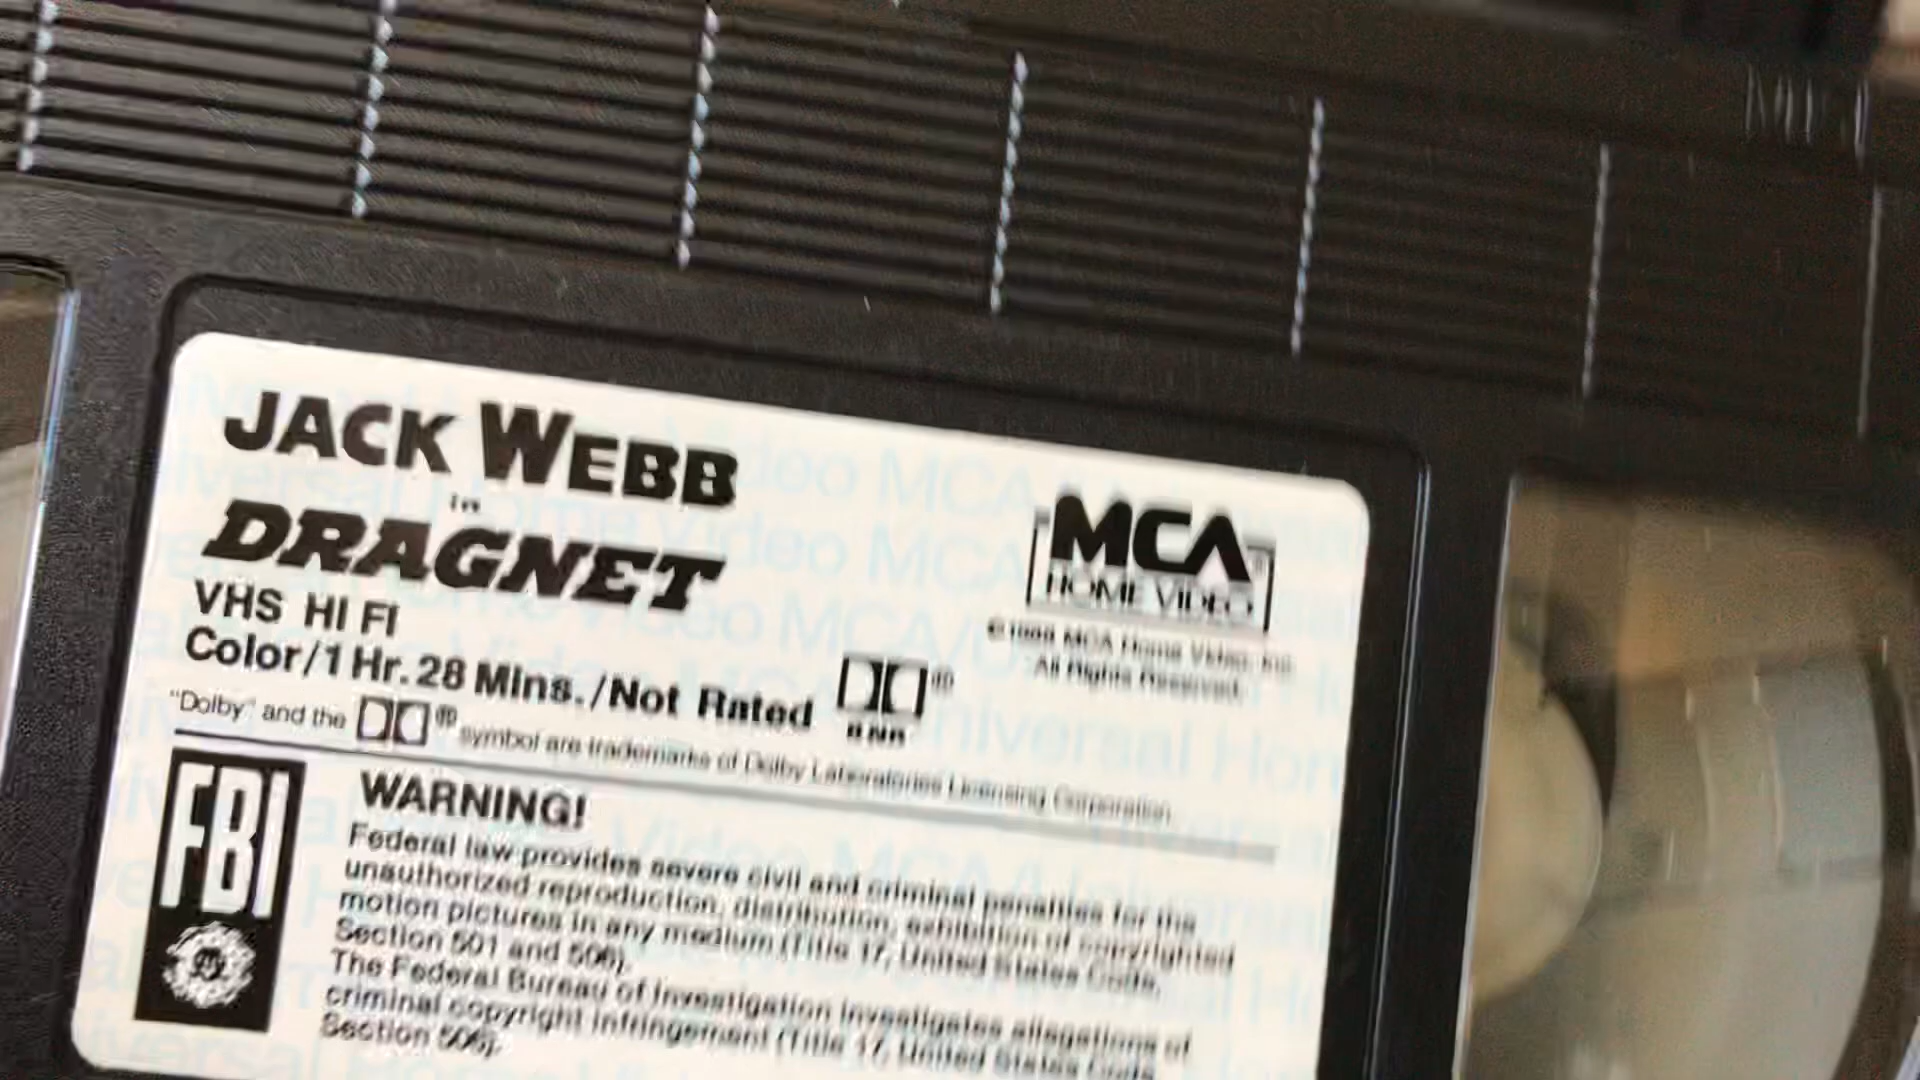 JACK WEBB
in
DRAGNET
VHS HI FI
Color/1 Hr. 28 Mins./Not Rated
"Dolby" and the ® symbol are trademarks of Dolby Laboratories Licensing Corporation
MCA
HOME VIDEO
MCA Home Video, Inc.
All Rights Reserved.
FBI
WARNING!
Federal law provides severe civil and criminal penalties for the
unauthorized reproduction, distribution, exhibition of copyrighted
motion pictures in any medium (Title 17, United States Code,
Section 501 and 506).
The Federal Bureau of Investigation investigates allegations of
criminal copyright infringement (Title 17, United States Code
Section 506).